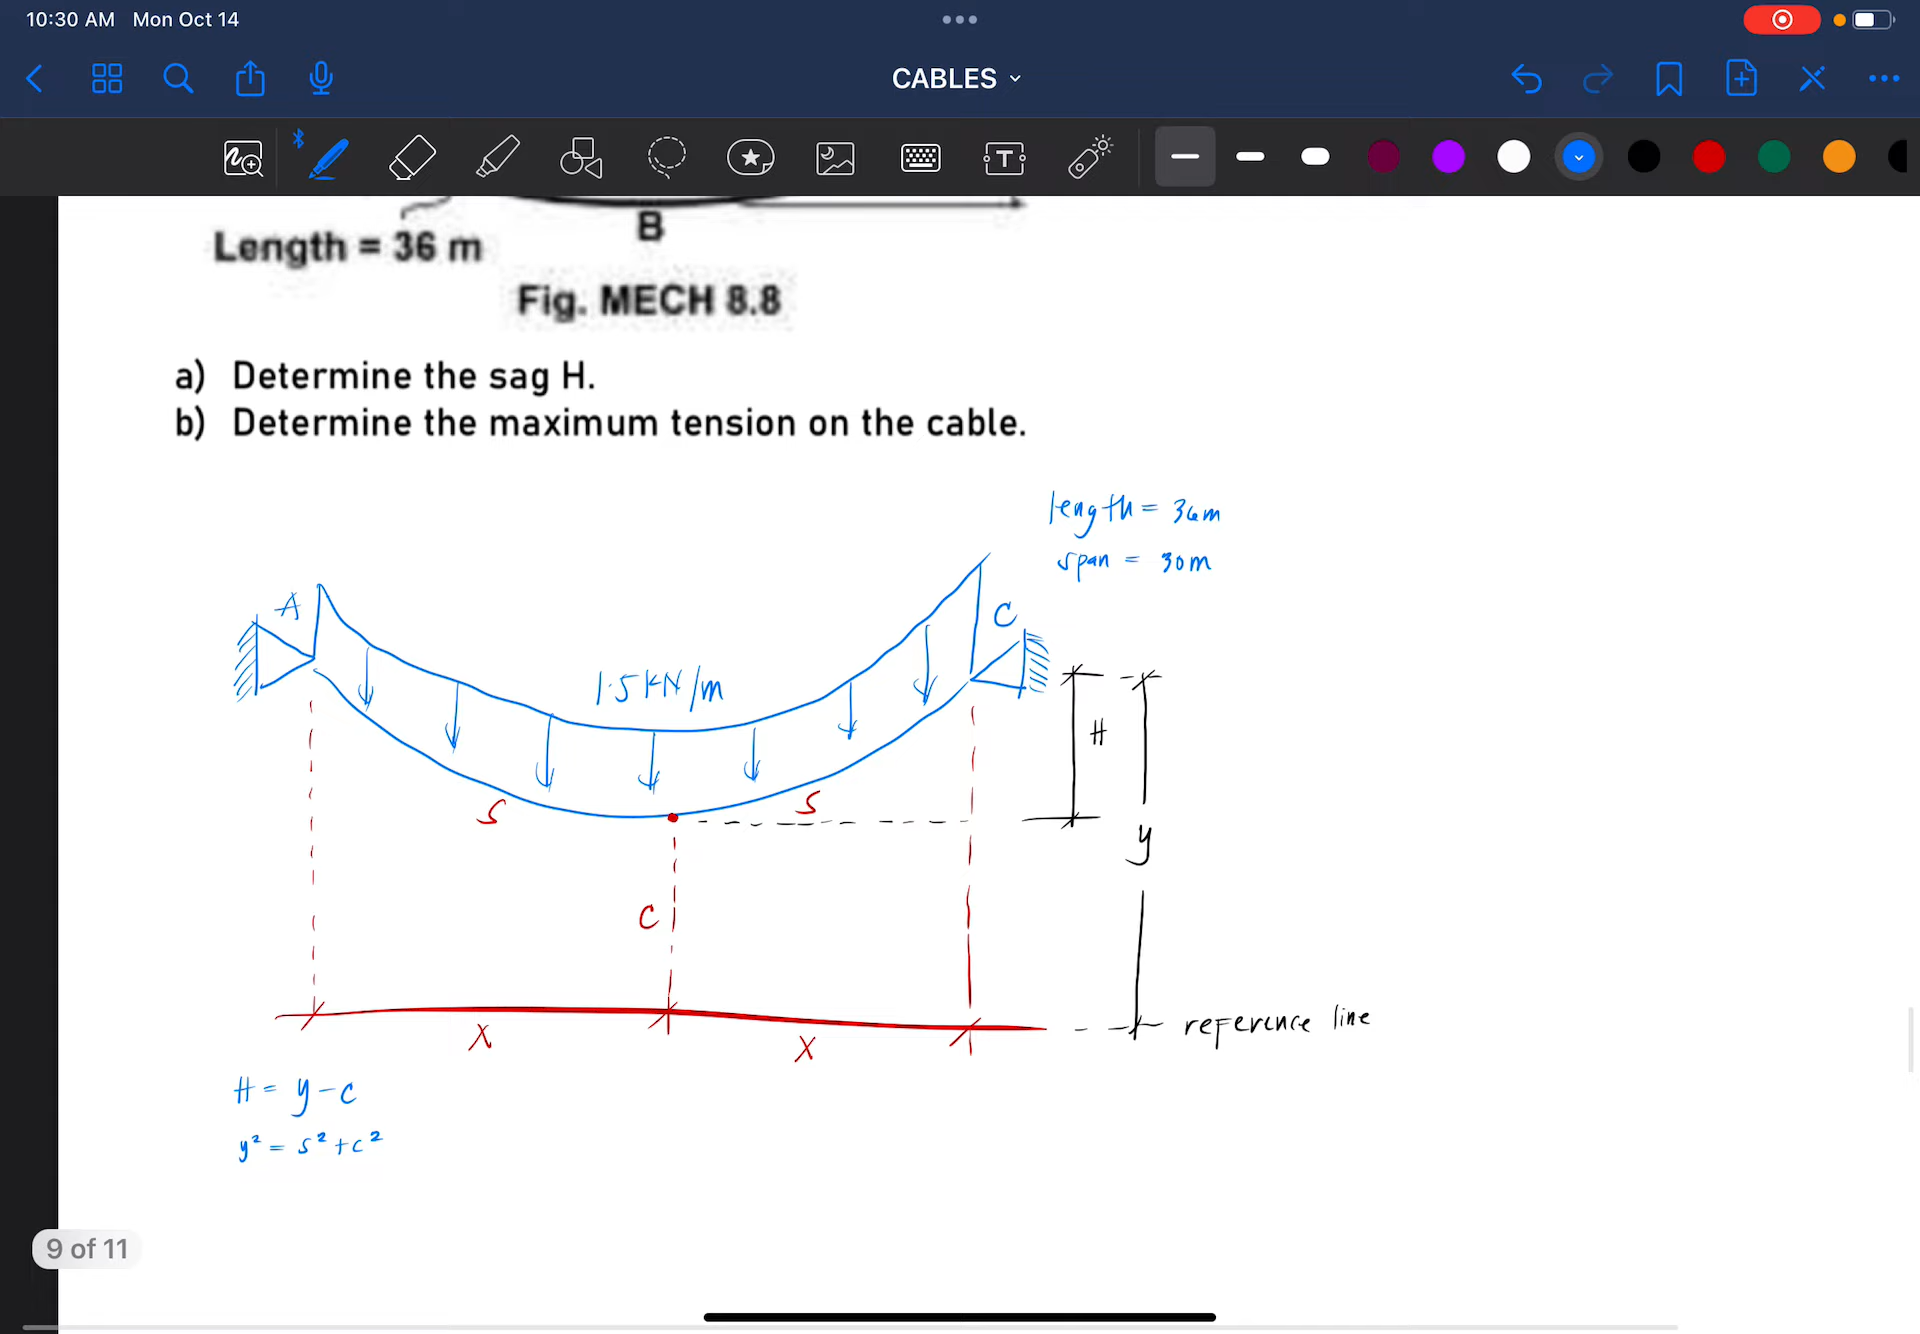 10:30 AM Mon Oct 14
CABLES
T
B
Length = 36 m
Fig. MECH 8.8
a) Determine the sag H.
b) Determine the maximum tension on the cable.
length = 36m
span = 30m
A
C
1.5 kN/m
H
S
S
y
C
reference line
X
X
H = y - c
y² = s² + c²
9 of 11